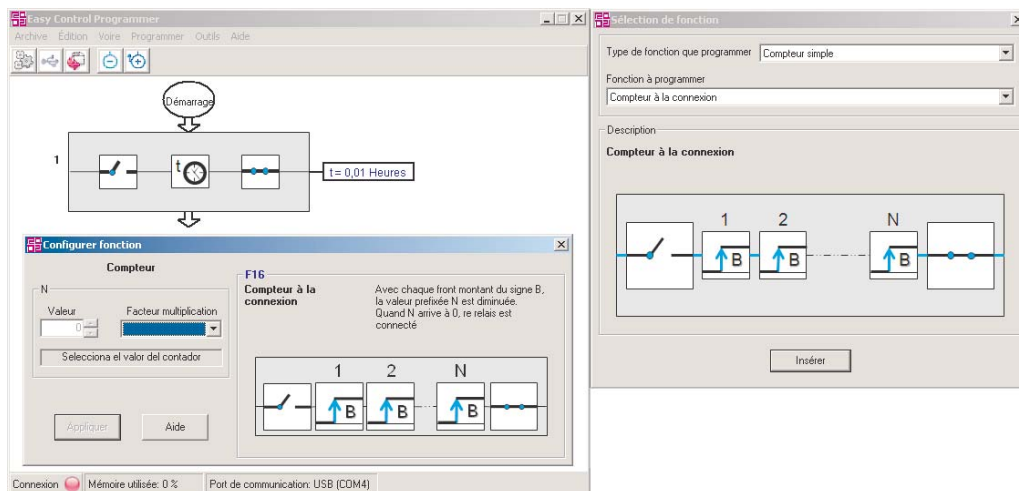 Easy Control Programmer
Archive Édition Voire Programmer Outils Aide
Démarrage
1
t
t= 0,01 Heures
Configurer fonction
Compteur
N
Valeur Facteur multiplication
0
Selecciona el valor del contador
Appliquer Aide
F16
Compteur à la
connexion
Avec chaque front montant du signe B,
la valeur prefixée N est diminuée.
Quand N arrive à 0, re relais est
connecté
1 2 N
B B B
Connexion Mémoire utilisée: 0 % Port de communication: USB (COM4)
Sélection de fonction
Type de fonction que programmer Compteur simple
Fonction à programmer
Compteur à la connexion
Description
Compteur à la connexion
1 2 N
B B B
Insérer